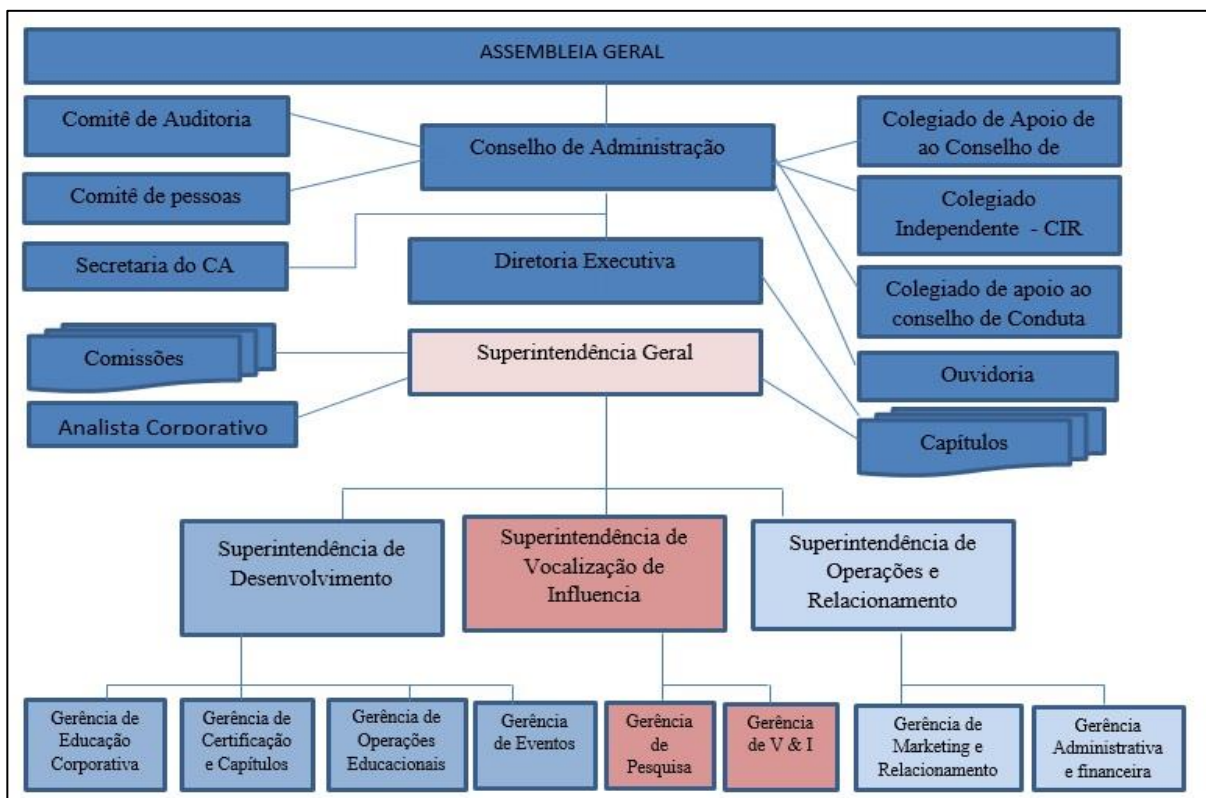 ASSEMBLEIA GERAL
Comitê de Auditoria
Conselho de Administração
Colegiado de Apoio de
ao Conselho de
Comitê de pessoas
Colegiado
Independente - CIR
Secretaria do CA
Diretoria Executiva
Colegiado de apoio ao
conselho de Conduta
Comissões
Superintendência Geral
Ouvidoria
Analista Corporativo
Capítulos
Superintendência de
Desenvolvimento
Superintendência de
Vocalização de
Influencia
Superintendência de
Operações e
Relacionamento
Gerência de
Educação
Corporativa
Gerência de
Certificação
e Capítulos
Gerência de
Operações
Educacionais
Gerência
de Eventos
Gerência
de
Pesquisa
Gerência
de V & I
Gerência de
Marketing e
Relacionamento
Gerência
Administrativa
e financeira